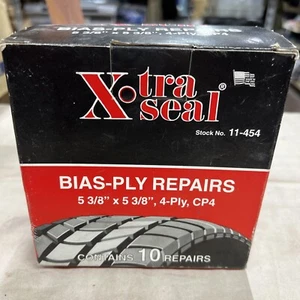 X•tra
seal®
Stock No. 11-454
BIAS-PLY REPAIRS
5 3/8" x 5 3/8", 4-Ply, CP4
CONTAINS 10 REPAIRS